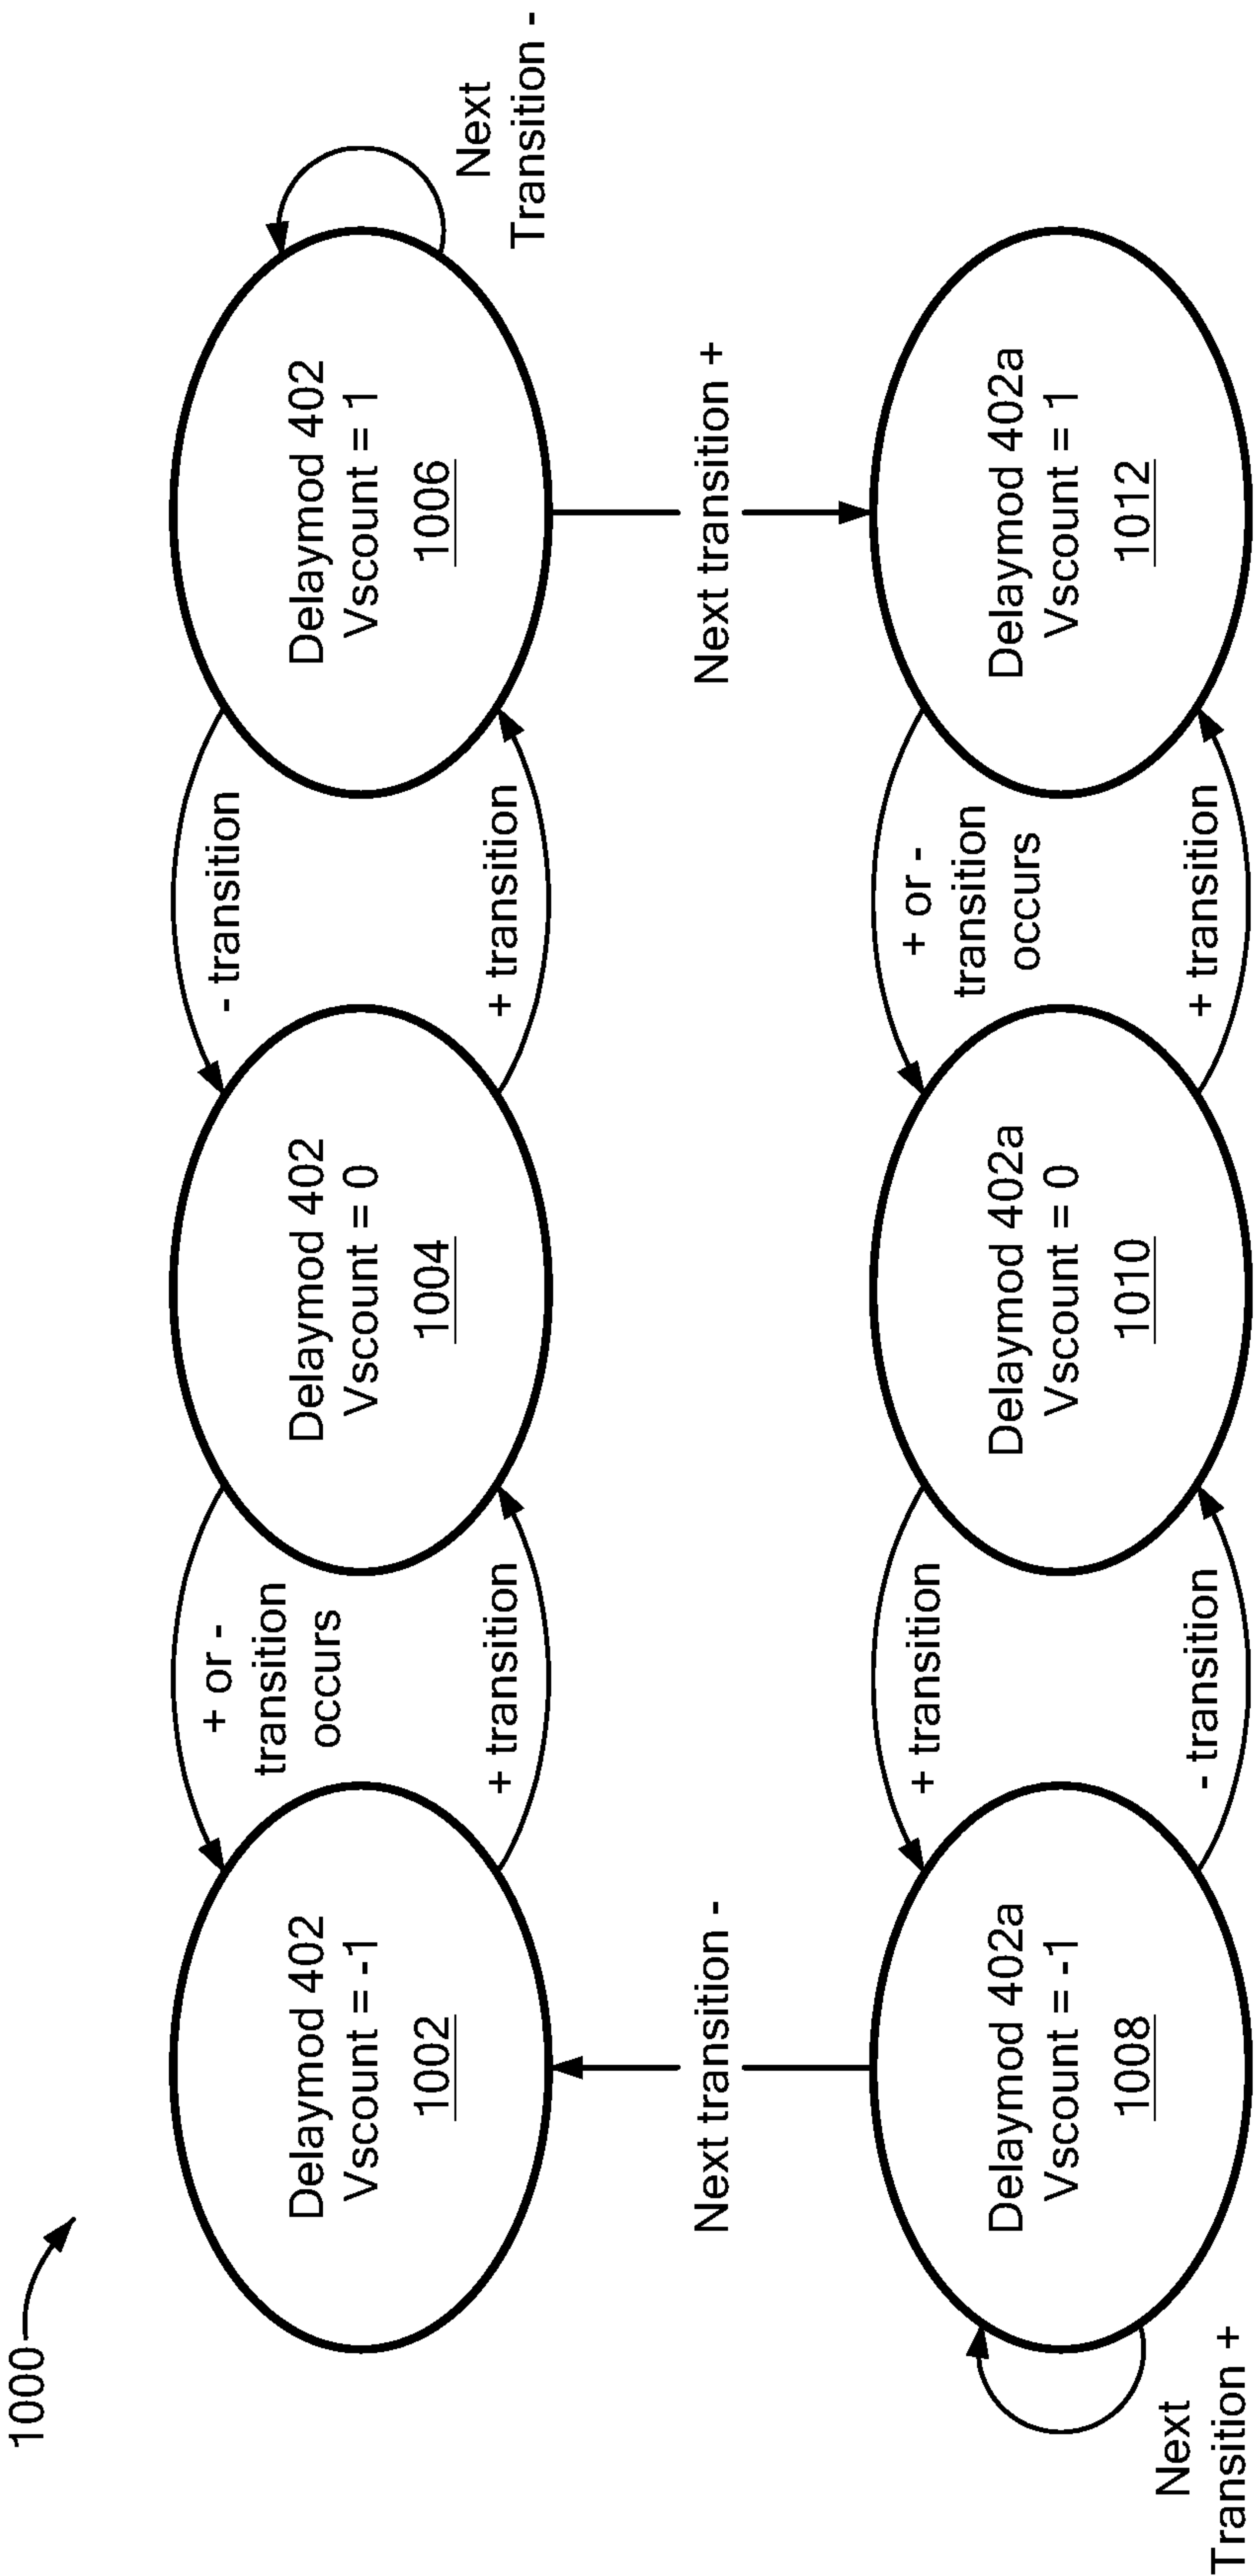 1000
Delaymod 402
Vscount = -1
1002
+ or -
transition
occurs
+ transition
Delaymod 402
Vscount = 0
1004
- transition
+ transition
Delaymod 402
Vscount = 1
1006
Next
Transition -
Next transition -
Next transition +
Delaymod 402a
Vscount = -1
1008
Next
Transition +
+ transition
- transition
Delaymod 402a
Vscount = 0
1010
+ or -
transition
occurs
+ transition
Delaymod 402a
Vscount = 1
1012